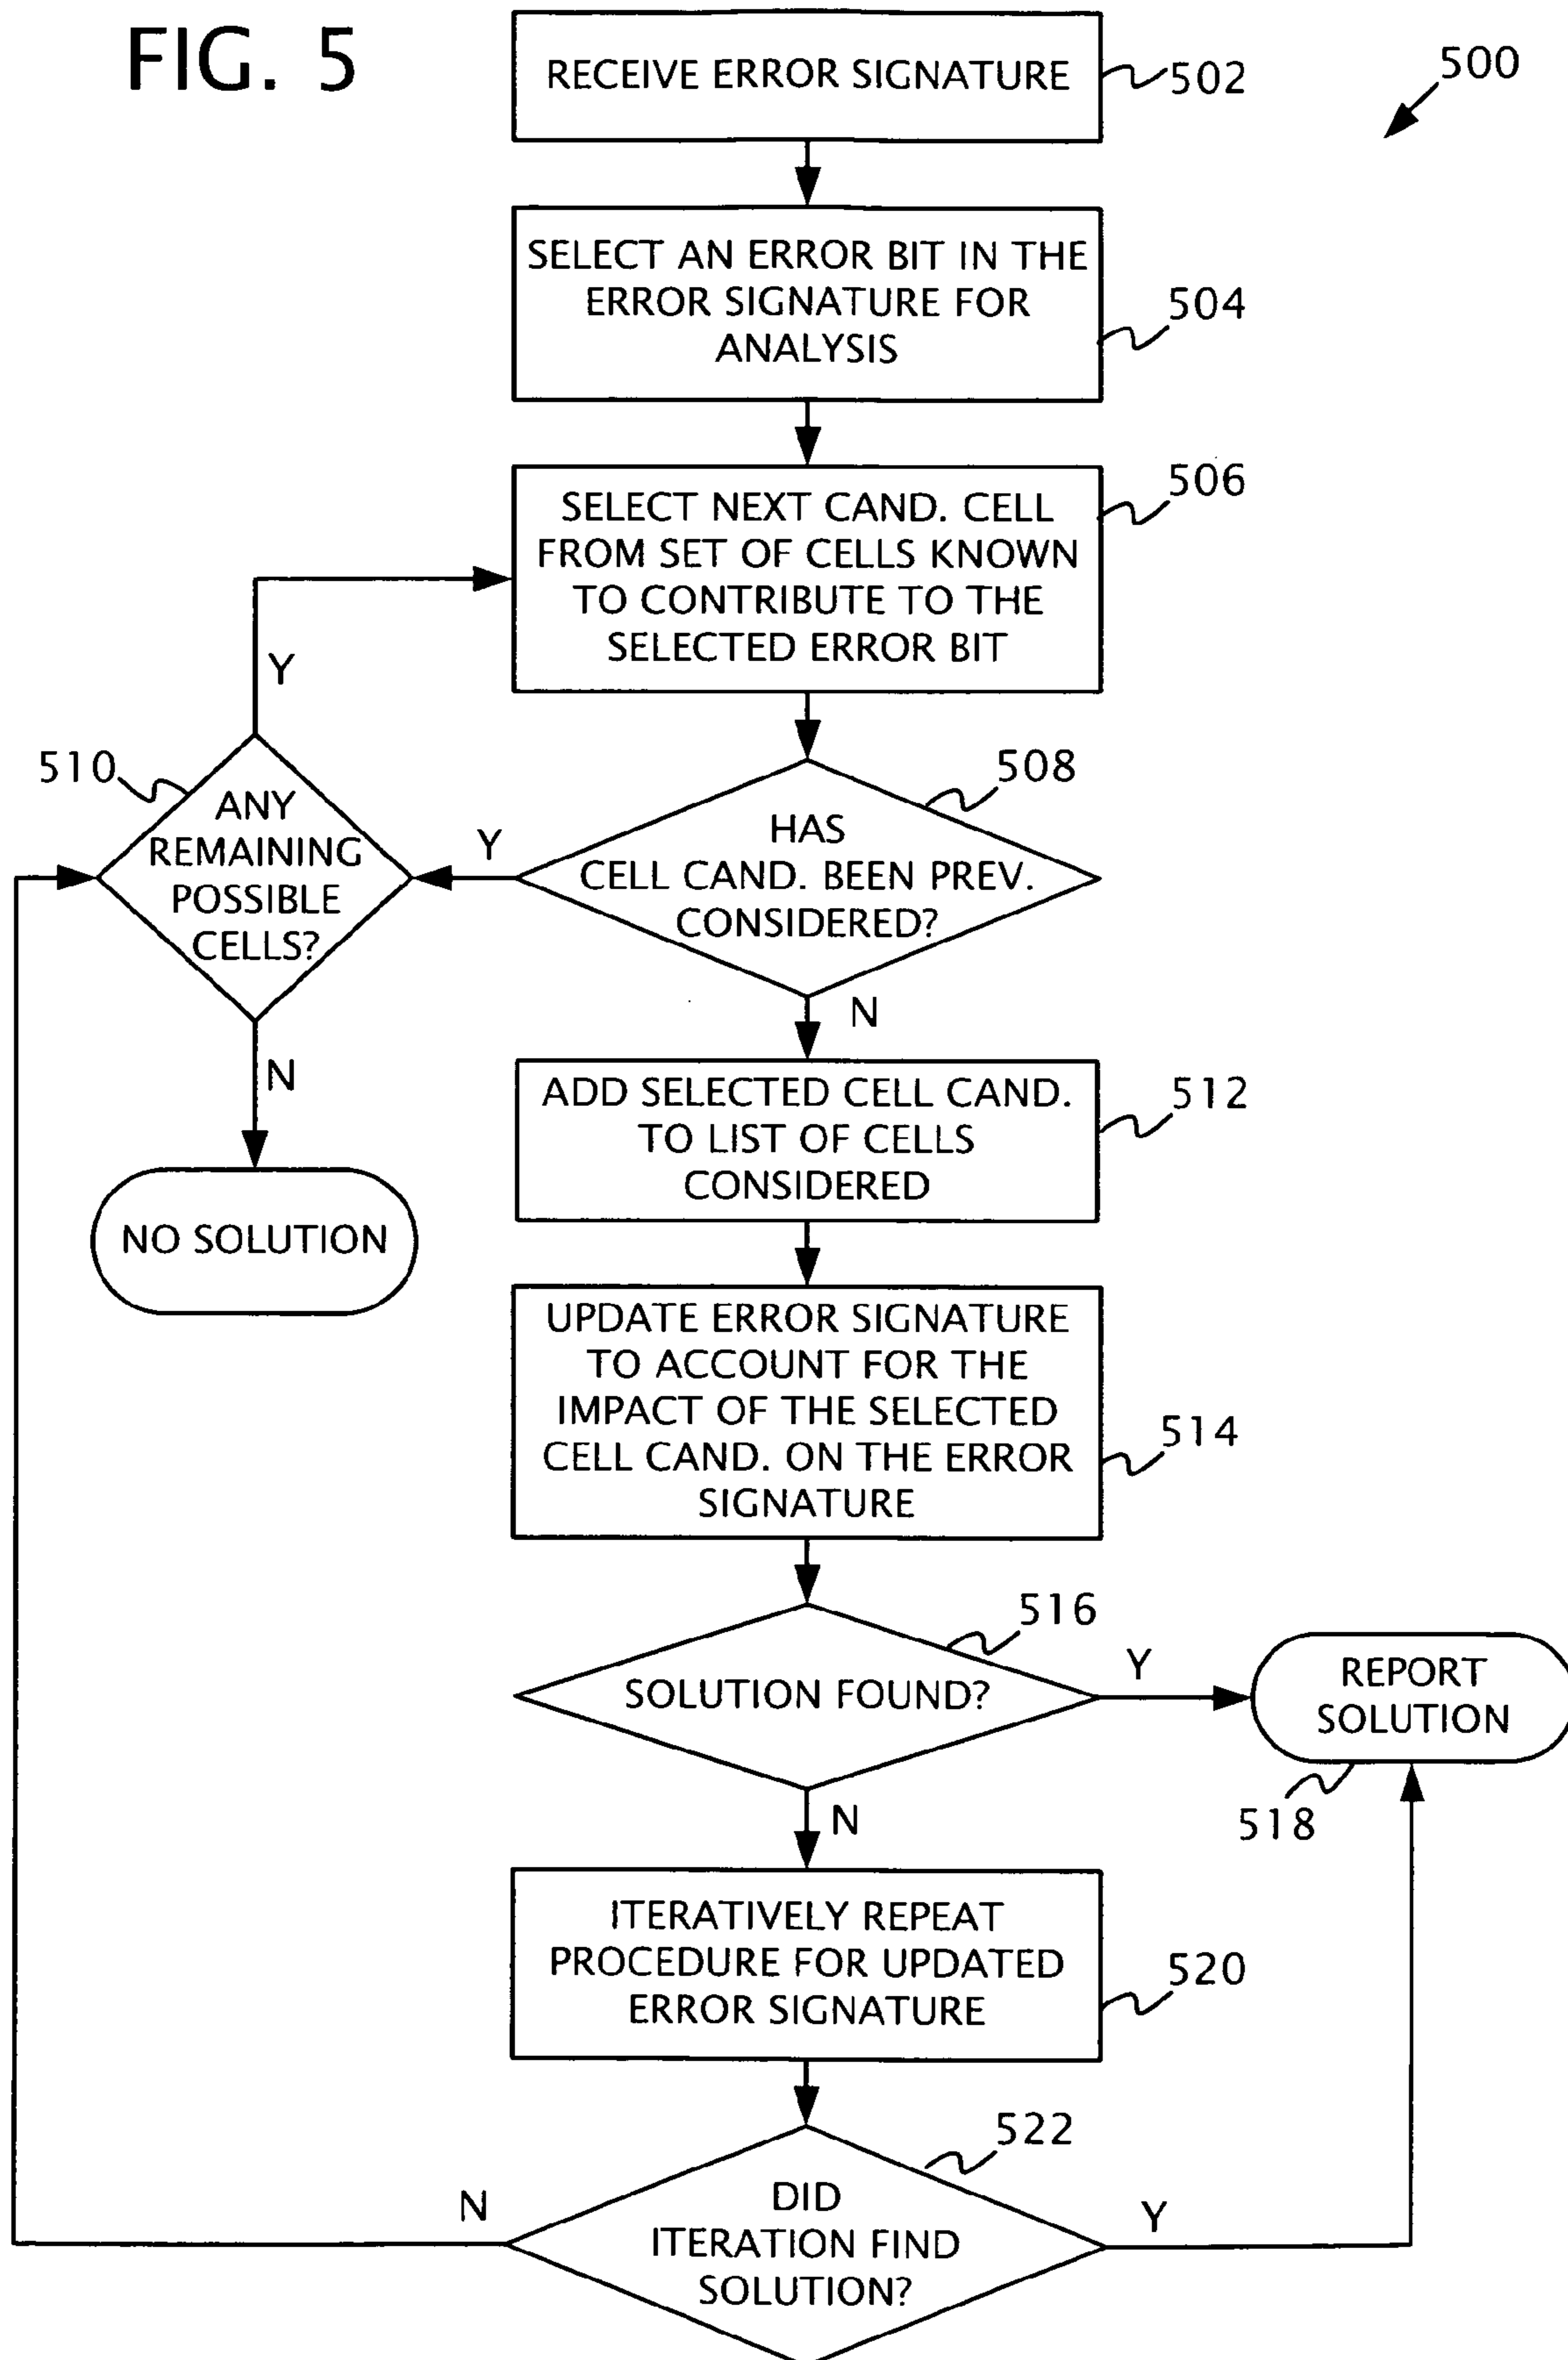 FIG. 5
500
RECEIVE ERROR SIGNATURE
502
SELECT AN ERROR BIT IN THE
ERROR SIGNATURE FOR
ANALYSIS
504
SELECT NEXT CAND. CELL
FROM SET OF CELLS KNOWN
TO CONTRIBUTE TO THE
SELECTED ERROR BIT
506
Y
510
ANY
REMAINING
POSSIBLE
CELLS?
Y
HAS
CELL CAND. BEEN PREV.
CONSIDERED?
508
N
N
NO SOLUTION
ADD SELECTED CELL CAND.
TO LIST OF CELLS
CONSIDERED
512
UPDATE ERROR SIGNATURE
TO ACCOUNT FOR THE
IMPACT OF THE SELECTED
CELL CAND. ON THE ERROR
SIGNATURE
514
SOLUTION FOUND?
516
Y
REPORT
SOLUTION
518
N
ITERATIVELY REPEAT
PROCEDURE FOR UPDATED
ERROR SIGNATURE
520
DID
ITERATION FIND
SOLUTION?
522
N
Y